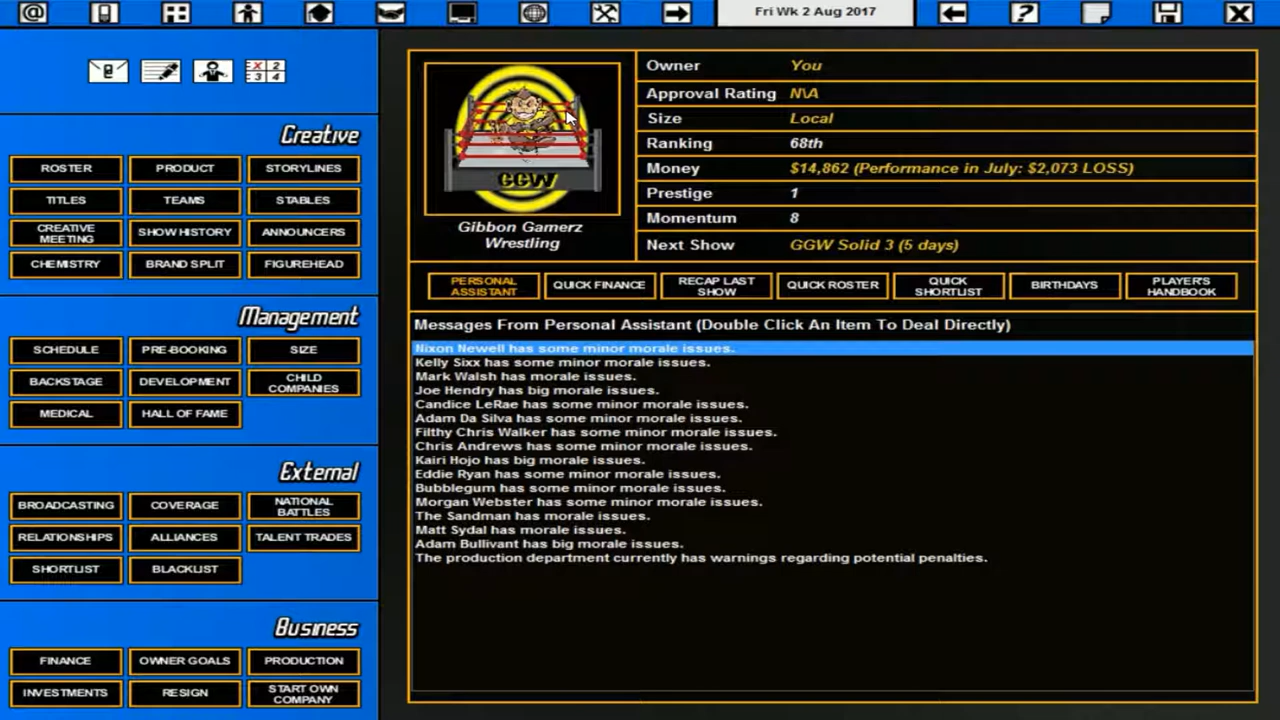 Fri Wk 2 Aug 2017
Creative
ROSTER
PRODUCT
STORYLINES
TITLES
TEAMS
STABLES
CREATIVE
MEETING
SHOW HISTORY
ANNOUNCERS
CHEMISTRY
BRAND SPLIT
FIGUREHEAD
Management
SCHEDULE
PRE-BOOKING
SIZE
BACKSTAGE
DEVELOPMENT
CHILD
COMPANIES
MEDICAL
HALL OF FAME
External
BROADCASTING
COVERAGE
NATIONAL
BATTLES
RELATIONSHIPS
ALLIANCES
TALENT TRADES
SHORTLIST
BLACKLIST
Business
FINANCE
OWNER GOALS
PRODUCTION
INVESTMENTS
RESIGN
START OWN
COMPANY
GGW
Gibbon Gamerz
Wrestling
Owner You
Approval Rating N\A
Size Local
Ranking 68th
Money $14,862 (Performance in July: $2,073 LOSS)
Prestige 1
Momentum 8
Next Show GGW Solid 3 (5 days)
PERSONAL
ASSISTANT
QUICK FINANCE
RECAP LAST
SHOW
QUICK ROSTER
QUICK
SHORTLIST
BIRTHDAYS
PLAYER'S
HANDBOOK
Messages From Personal Assistant (Double Click An Item To Deal Directly)
Nixon Newell has some minor morale issues.
Kelly Sixx has some minor morale issues.
Mark Walsh has morale issues.
Joe Hendry has big morale issues.
Candice LeRae has some minor morale issues.
Adam Da Silva has some minor morale issues.
Filthy Chris Walker has some minor morale issues.
Chris Andrews has some minor morale issues.
Kairi Hojo has big morale issues.
Eddie Ryan has some minor morale issues.
Bubblegum has some minor morale issues.
Morgan Webster has some minor morale issues.
The Sandman has morale issues.
Matt Sydal has morale issues.
Adam Bullivant has big morale issues.
The production department currently has warnings regarding potential penalties.